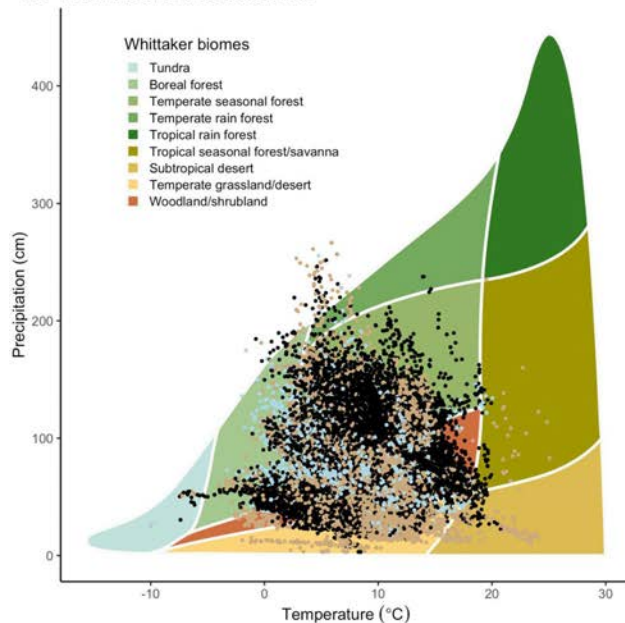 Whittaker biomes
Tundra
Boreal forest
Temperate seasonal forest
Temperate rain forest
Tropical rain forest
Tropical seasonal forest/savanna
Subtropical desert
Temperate grassland/desert
Woodland/shrubland
Precipitation (cm)
400
300
200
100
0
-10
0
10
20
30
Temperature (°C)